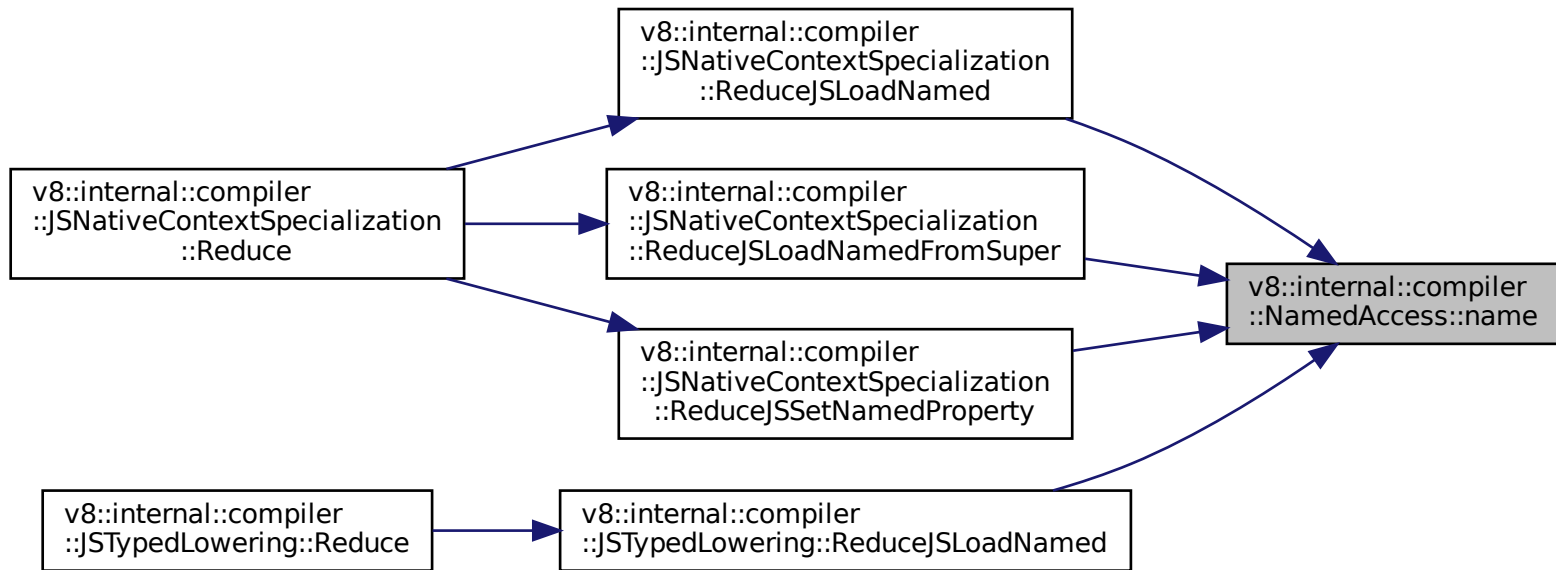 v8::internal::compiler
::JSNativeContextSpecialization
::ReduceJSLoadNamed
v8::internal::compiler
::JSNativeContextSpecialization
::Reduce
v8::internal::compiler
::JSNativeContextSpecialization
::ReduceJSLoadNamedFromSuper
v8::internal::compiler
::NamedAccess::name
v8::internal::compiler
::JSNativeContextSpecialization
::ReduceJSSetNamedProperty
v8::internal::compiler
::JSTypedLowering::Reduce
v8::internal::compiler
::JSTypedLowering::ReduceJSLoadNamed